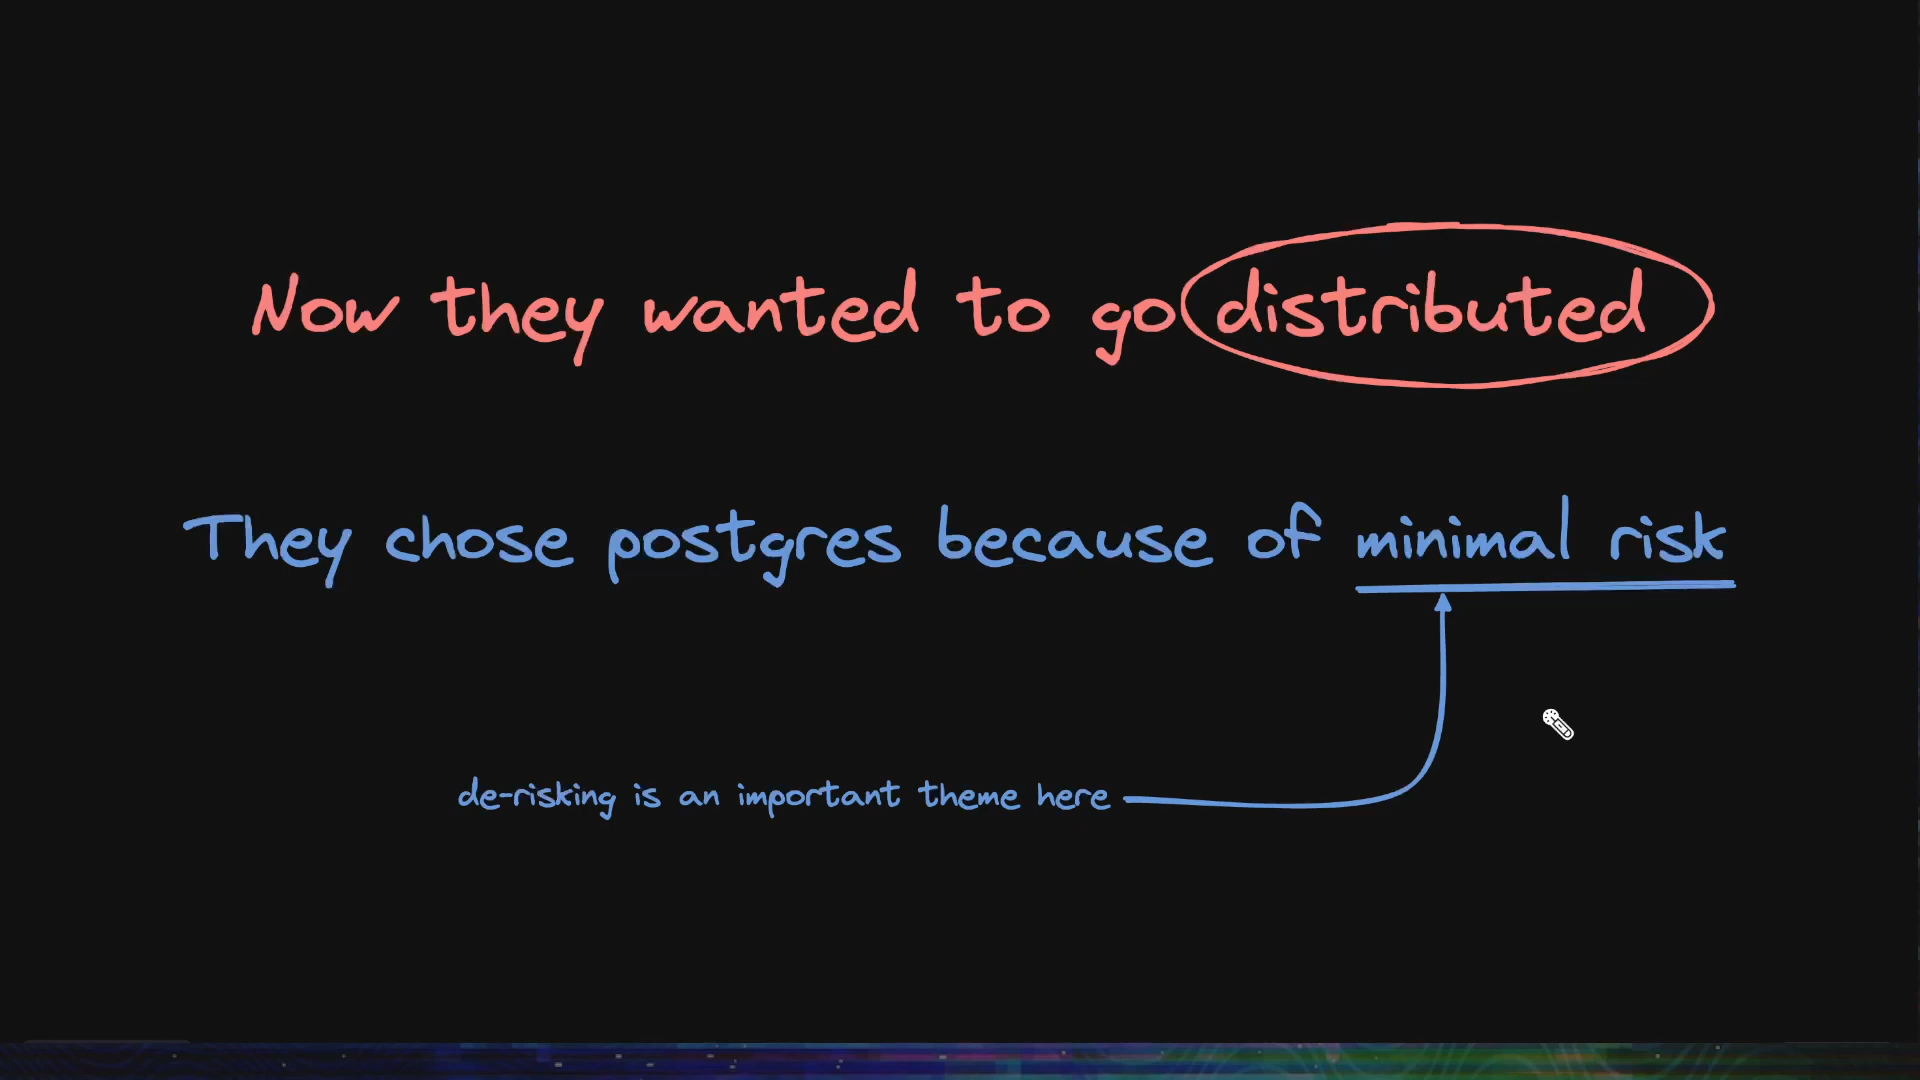 Now they wanted to go distributed
They chose postgres because of minimal risk
de-risking is an important theme here